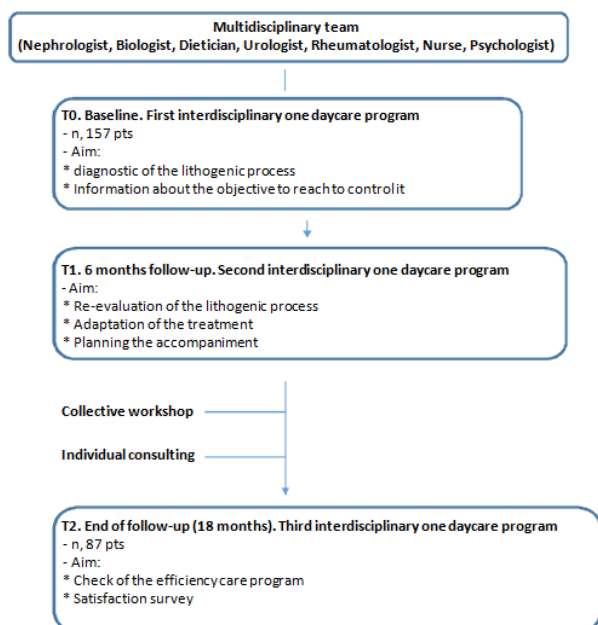 Multidisciplinary team
(Nephrologist, Biologist, Dietician, Urologist, Rheumatologist, Nurse, Psychologist)
T0. Baseline. First interdisciplinary one daycare program
- n, 157 pts
- Aim:
* diagnostic of the lithogenic process
* Information about the objective to reach to control it
T1. 6 months follow-up. Second interdisciplinary one daycare program
- Aim:
* Re-evaluation of the lithogenic process
* Adaptation of the treatment
* Planning the accompaniment
Collective workshop
Individual consulting
T2. End of follow-up (18 months). Third interdisciplinary one daycare program
- n, 87 pts
- Aim:
* Check of the efficiency care program
* Satisfaction survey